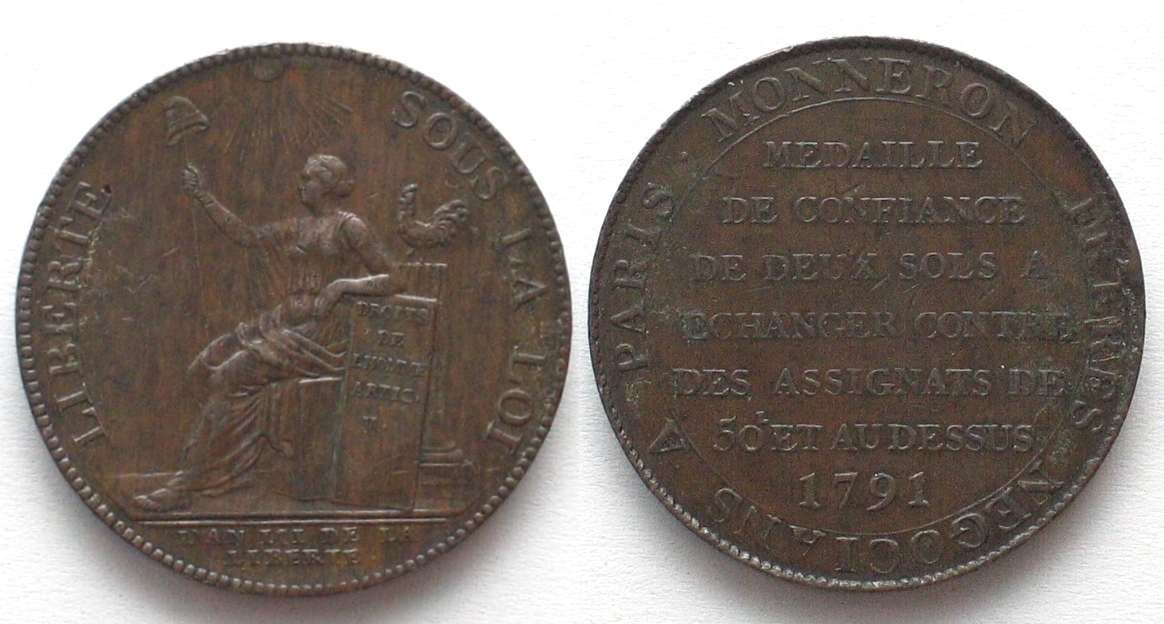 LIBERTE SOUS LA LOI
DROITS
DE
L'HOMME
ARTIC.
V
L'AN III DE LA
LIBERTE
MONNERON FRERES NEGOCIANS A PARIS
MEDAILLE
DE CONFIANCE
DE DEUX SOLS A
ECHANGER CONTRE
DES ASSIGNATS DE
50ᴸ ET AU DESSUS
1791